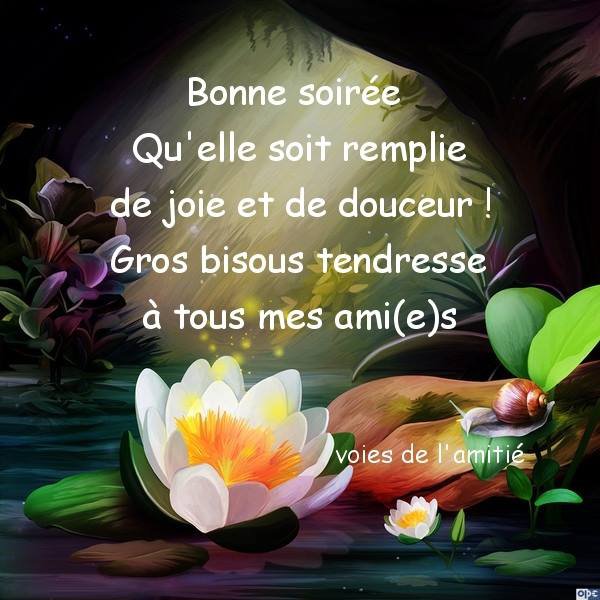 Bonne soirée
Qu'elle soit remplie
de joie et de douceur !
Gros bisous tendresse
à tous mes ami(e)s
voies de l'amitié